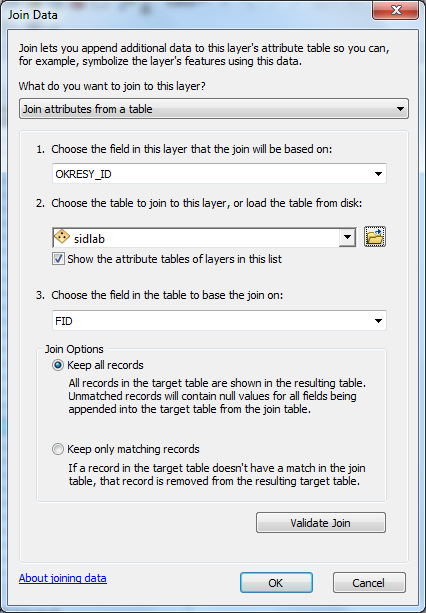 Join Data
Join lets you append additional data to this layer's attribute table so you can,
for example, symbolize the layer's features using this data.
What do you want to join to this layer?
Join attributes from a table
1. Choose the field in this layer that the join will be based on:
OKRESY_ID
2. Choose the table to join to this layer, or load the table from disk:
sidlab
Show the attribute tables of layers in this list
3. Choose the field in the table to base the join on:
FID
Join Options
Keep all records
All records in the target table are shown in the resulting table.
Unmatched records will contain null values for all fields being
appended into the target table from the join table.
Keep only matching records
If a record in the target table doesn't have a match in the join
table, that record is removed from the resulting target table.
Validate Join
About joining data
OK
Cancel